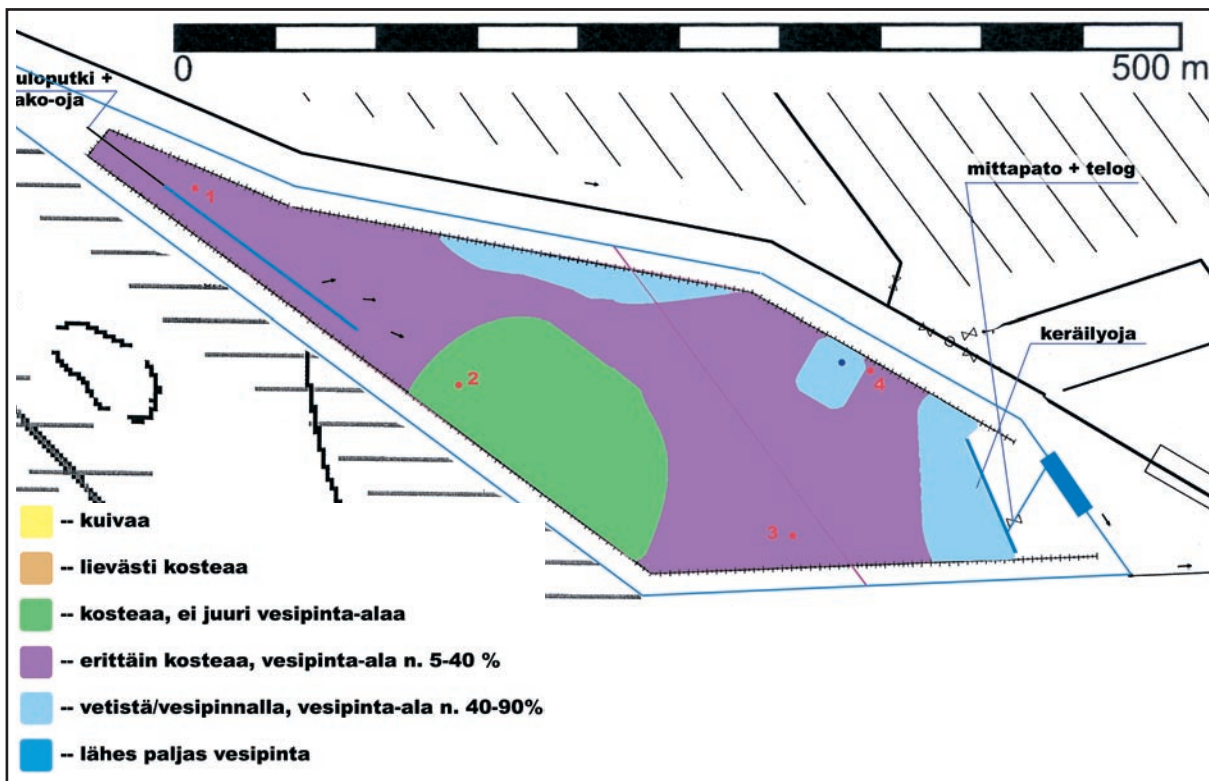 0
500 m
uloputki +
ako-oja
mittapato + telog
keräilyoja
1
2
3
4
-- kuivaa
-- lievästi kosteaa
-- kosteaa, ei juuri vesipinta-alaa
-- erittäin kosteaa, vesipinta-ala n. 5-40 %
-- vetistä/vesipinnalla, vesipinta-ala n. 40-90%
-- lähes paljas vesipinta